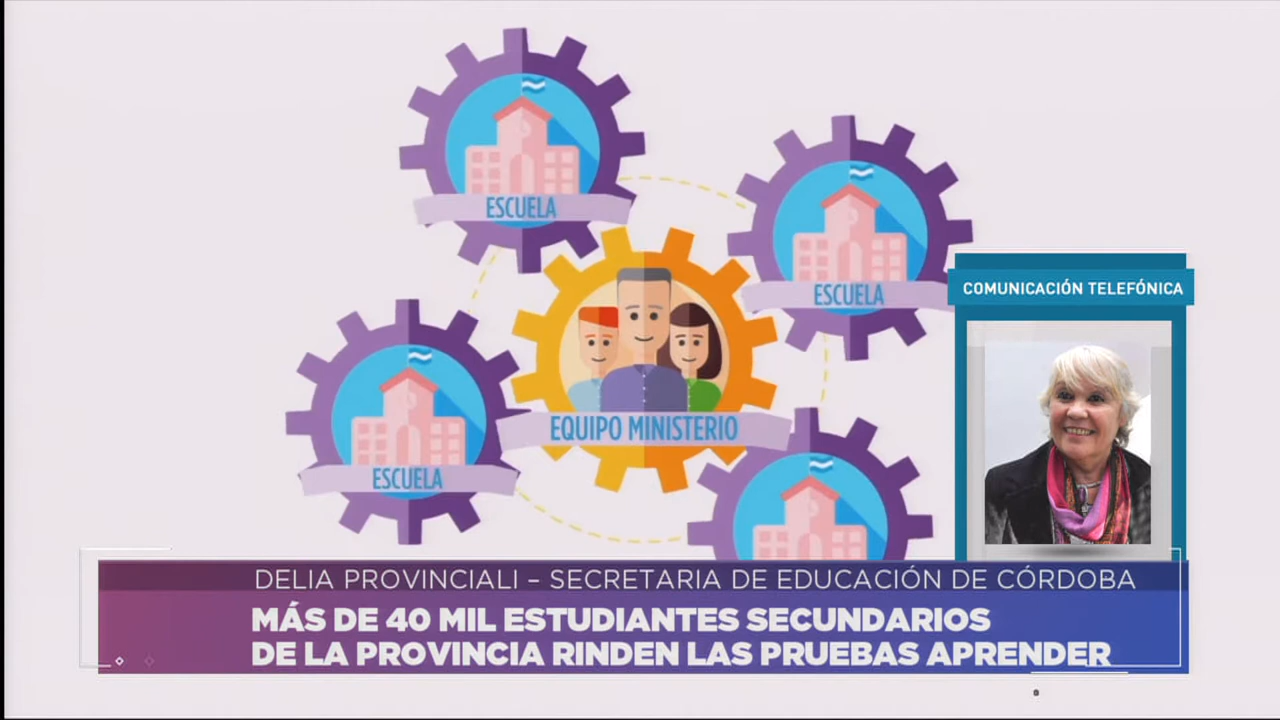 ESCUELA
ESCUELA
COMUNICACIÓN TELEFÓNICA
EQUIPO MINISTERIO
ESCUELA
DELIA PROVINCIALI – SECRETARIA DE EDUCACIÓN DE CÓRDOBA
MÁS DE 40 MIL ESTUDIANTES SECUNDARIOS
DE LA PROVINCIA RINDEN LAS PRUEBAS APRENDER